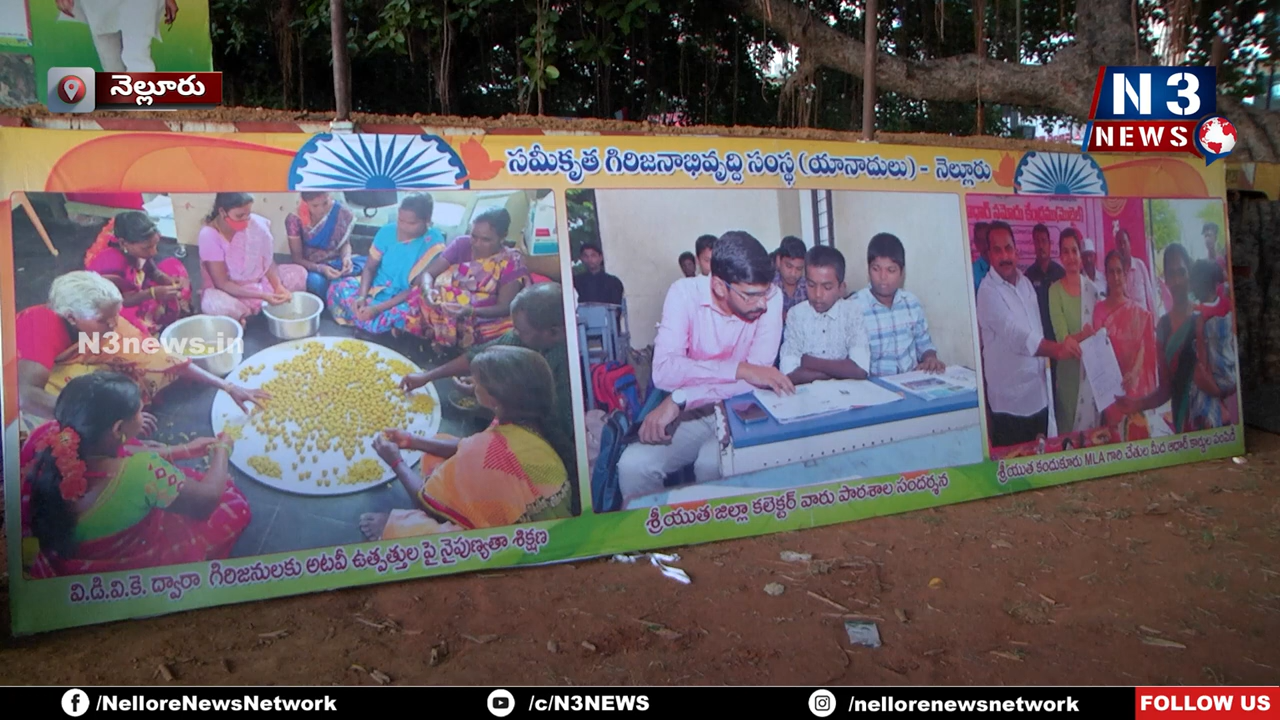 నెల్లూరు
N3
NEWS
సమీకృత గిరిజనాభివృద్ధి సంస్థ (యానాదులు) - నెల్లూరు
N3news.in
వి.డి.వి.కె. ద్వారా గిరిజనులకు అటవీ ఉత్పత్తుల పై నైపుణ్యతా శిక్షణ
శ్రీయుత జిల్లా కలెక్టర్ వారు పాఠశాల సందర్శన
శ్రీయుత కందుకూరు MLA గారి చేతుల మీద ఆధార్ కార్డుల పంపిణీ
/NelloreNewsNetwork
/c/N3NEWS
/nellorenewsnetwork
FOLLOW US